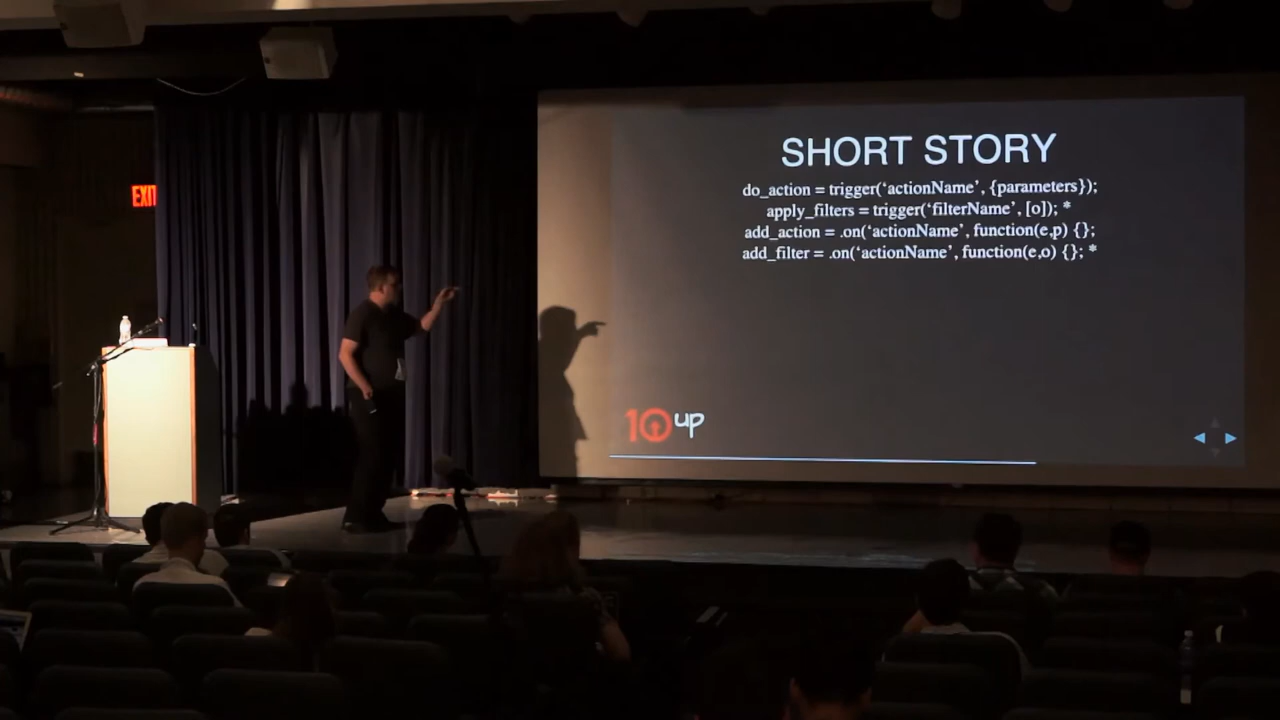 EXIT
SHORT STORY
do_action = trigger(‘actionName’, {parameters});
apply_filters = trigger(‘filterName’, [o]); *
add_action = .on(‘actionName’, function(e,p) {};
add_filter = .on(‘actionName’, function(e,o) {}; *
10up